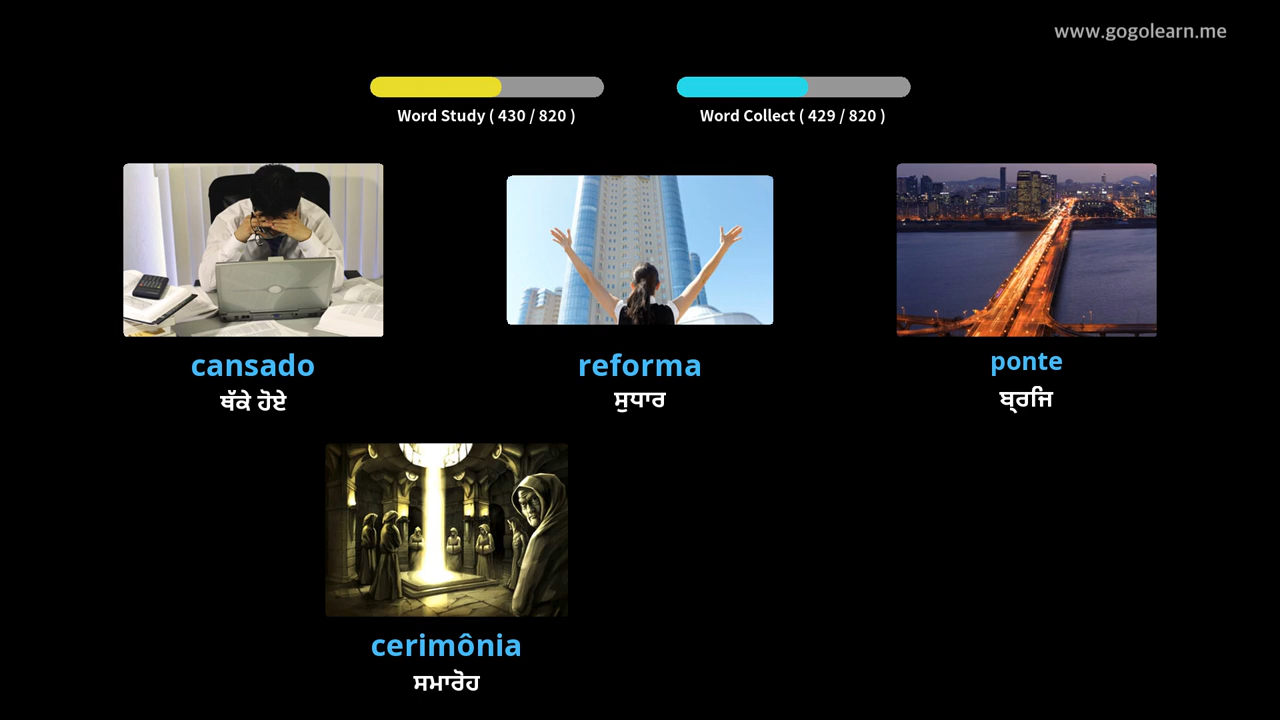 www.gogolearn.me
Word Study ( 430 / 820 )
Word Collect ( 429 / 820 )
cansado
ਥੱਕੇ ਹੋਏ
reforma
ਸੁਧਾਰ
ponte
ਬ੍ਰਜਿ
cerimônia
ਸਮਾਰੋਹ